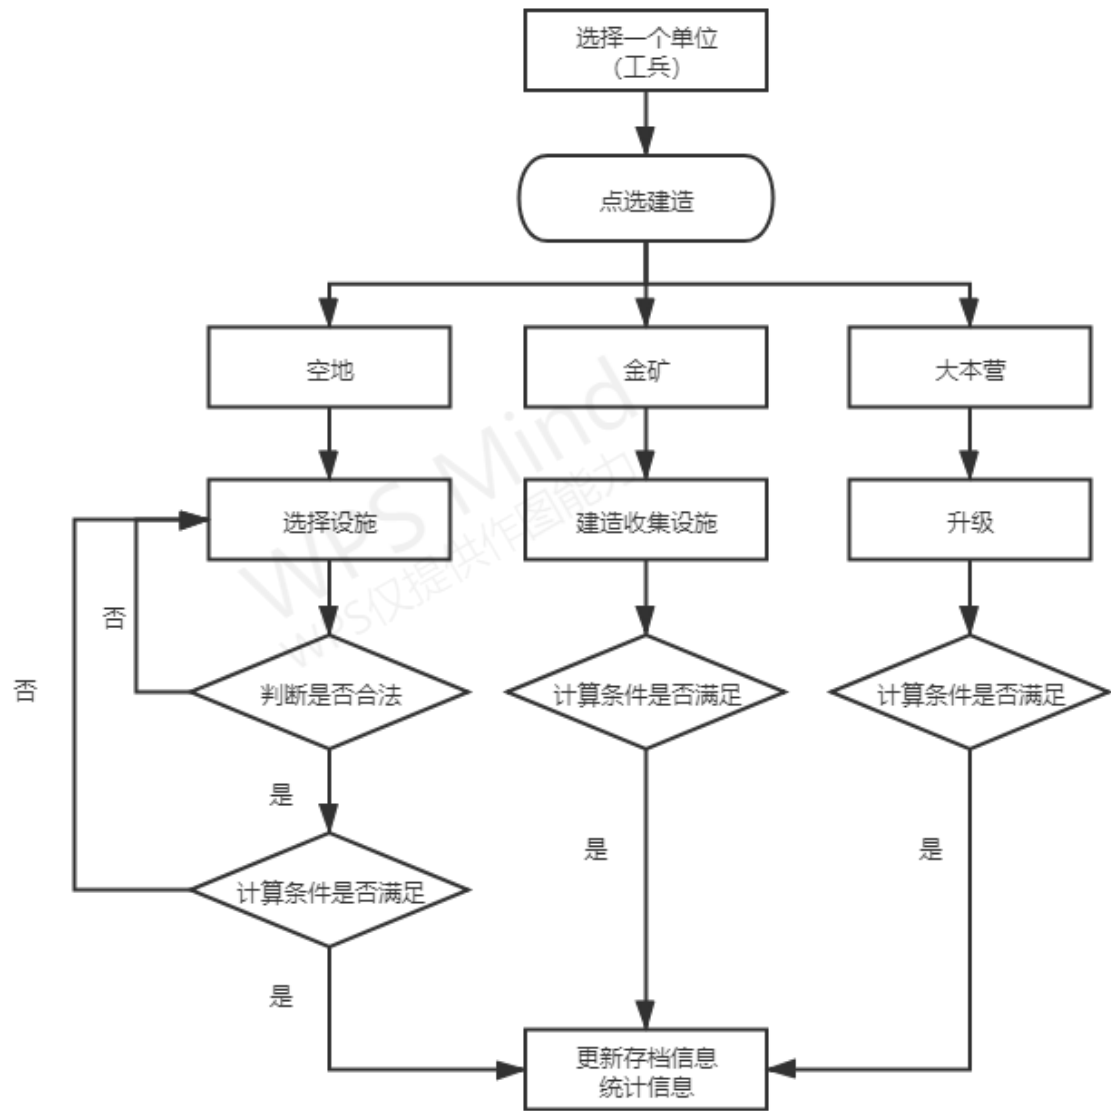 选择一个单位
（工兵）
点选建造
空地
金矿
大本营
选择设施
建造收集设施
升级
否
否
判断是否合法
计算条件是否满足
计算条件是否满足
是
是
是
计算条件是否满足
是
更新存档信息
统计信息
WPS Mind
WPS仅提供作图能力